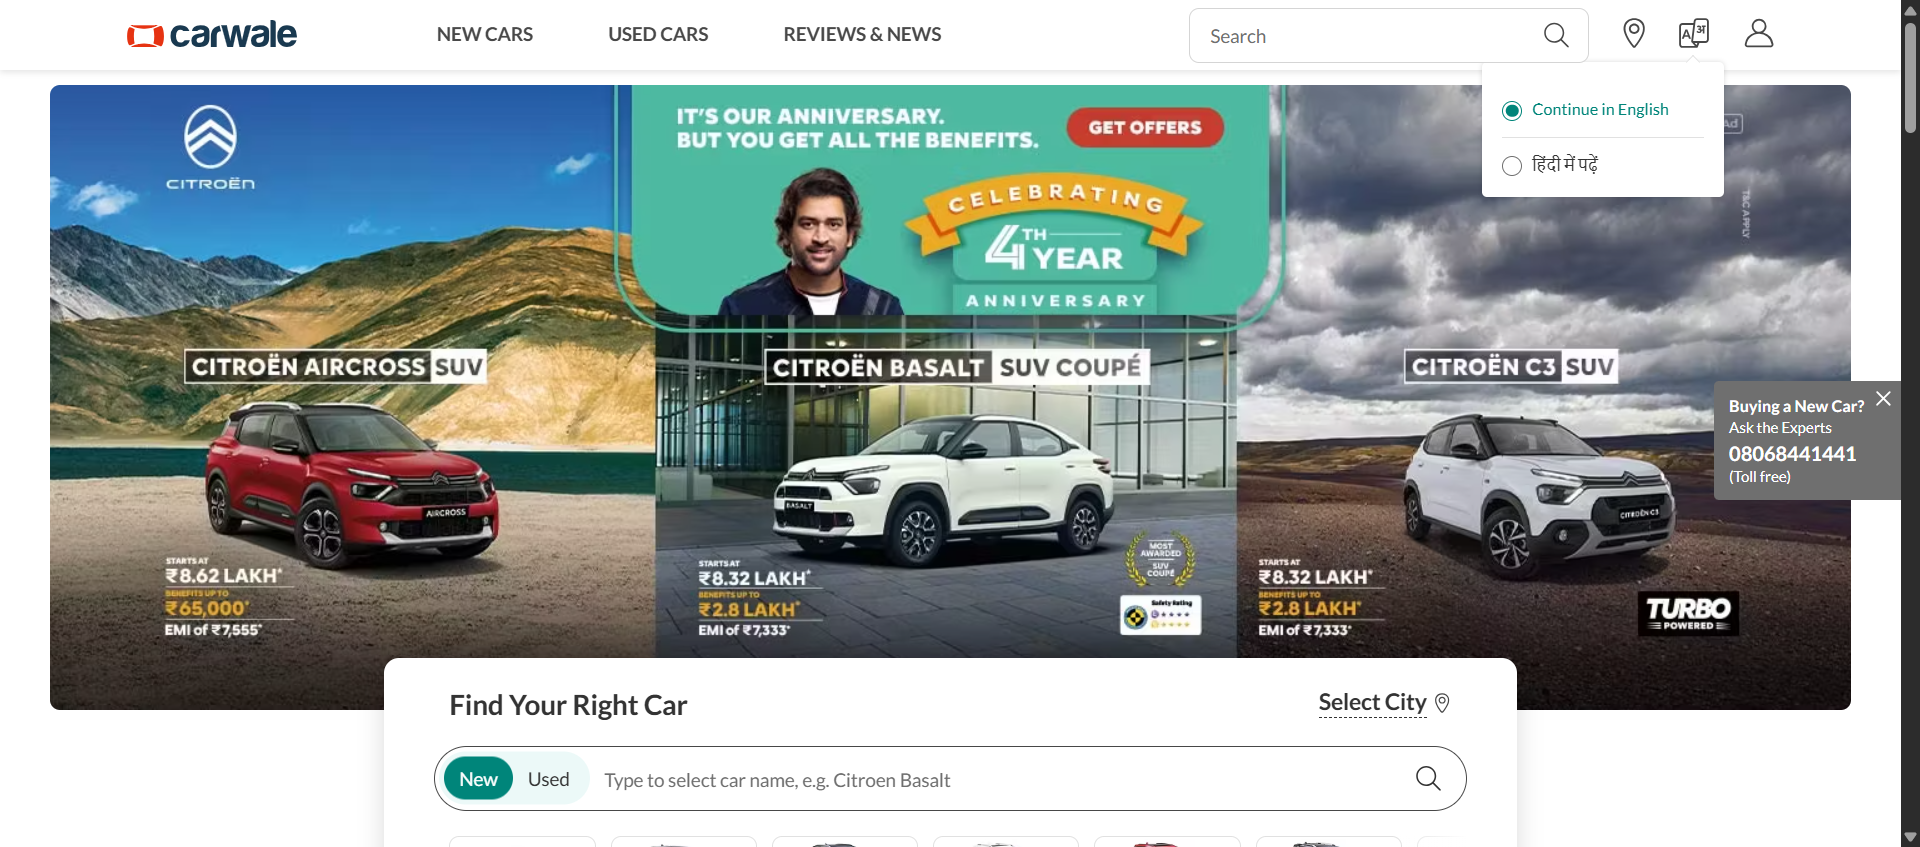 carwale
NEW CARS
USED CARS
REVIEWS & NEWS
Search
Continue in English
हिंदी में पढ़ें
Ad
T&C APPLY
CITROËN
IT'S OUR ANNIVERSARY.
BUT YOU GET ALL THE BENEFITS.
GET OFFERS
CELEBRATING
4TH YEAR
ANNIVERSARY
CITROËN AIRCROSS SUV
CITROËN BASALT SUV COUPÉ
CITROËN C3 SUV
Buying a New Car?
Ask the Experts
08068441441
(Toll free)
AIRCROSS
BASALT
CITROËN C3
STARTS AT
₹8.62 LAKH*
BENEFITS UP TO
₹65,000*
EMI of ₹7,555*
STARTS AT
₹8.32 LAKH*
BENEFITS UP TO
₹2.8 LAKH*
EMI of ₹7,333*
MOST
AWARDED
SUV
COUPÉ
Safety Rating
STARTS AT
₹8.32 LAKH*
BENEFITS UP TO
₹2.8 LAKH*
EMI of ₹7,333*
TURBO
POWERED
Find Your Right Car
Select City
New
Used
Type to select car name, e.g. Citroen Basalt